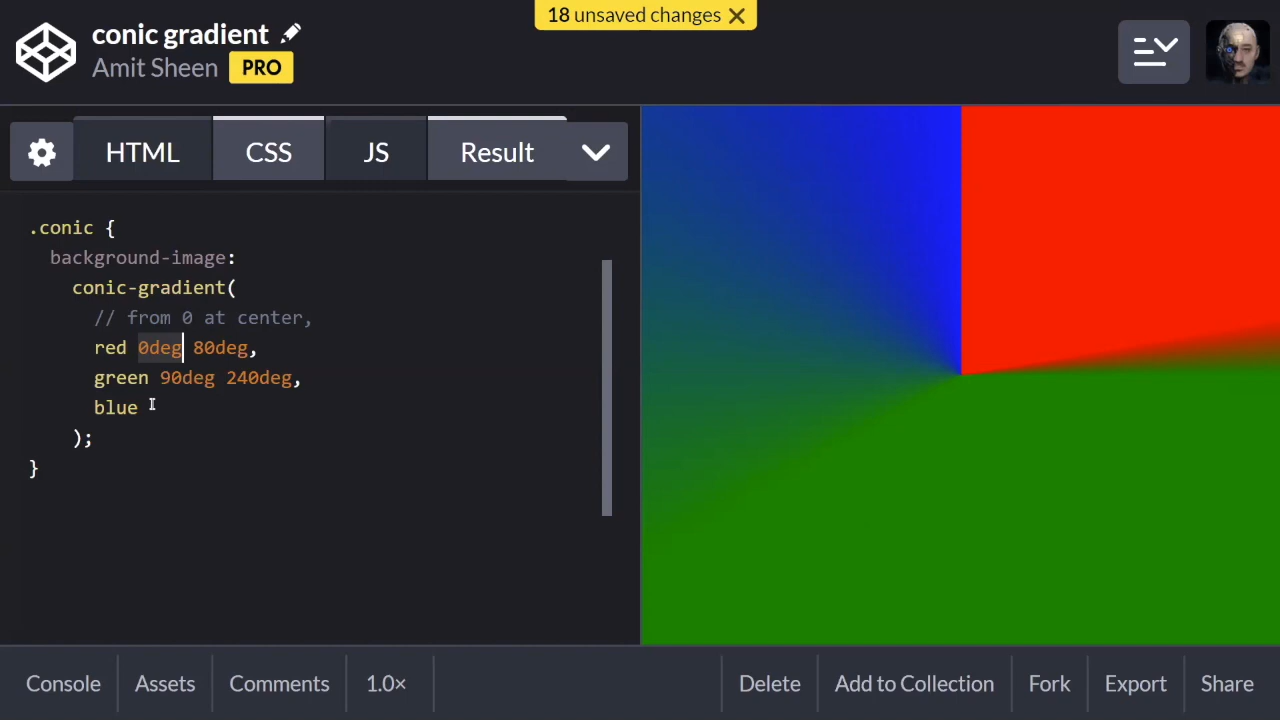 18 unsaved changes
conic gradient
Amit Sheen PRO
HTML CSS JS Result
.conic {
background-image:
conic-gradient(
// from 0 at center,
red 0deg 80deg,
green 90deg 240deg,
blue
);
}
Console Assets Comments 1.0× Delete Add to Collection Fork Export Share